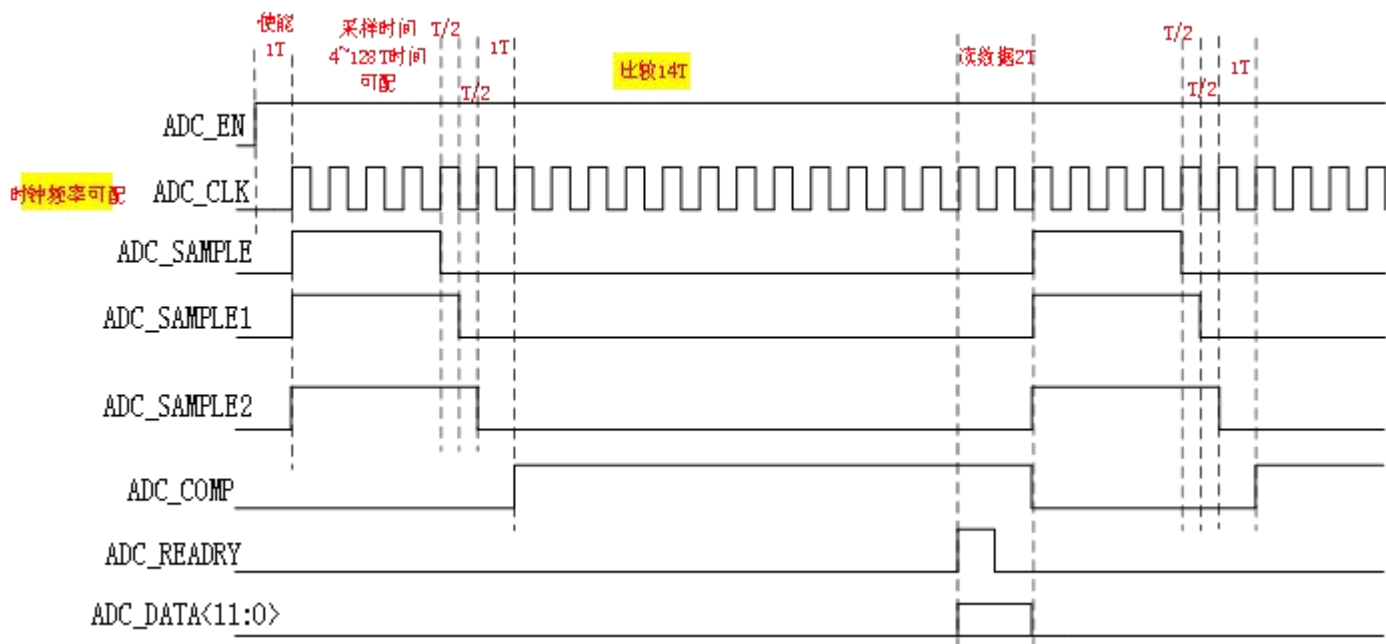 使能
1T
采样时间
4~128T时间
可配
T/2
T/2
1T
比较14T
读数据2T
T/2
T/2
1T
ADC_EN
时钟频率可配
ADC_CLK
ADC_SAMPLE
ADC_SAMPLE1
ADC_SAMPLE2
ADC_COMP
ADC_READRY
ADC_DATA<11:0>